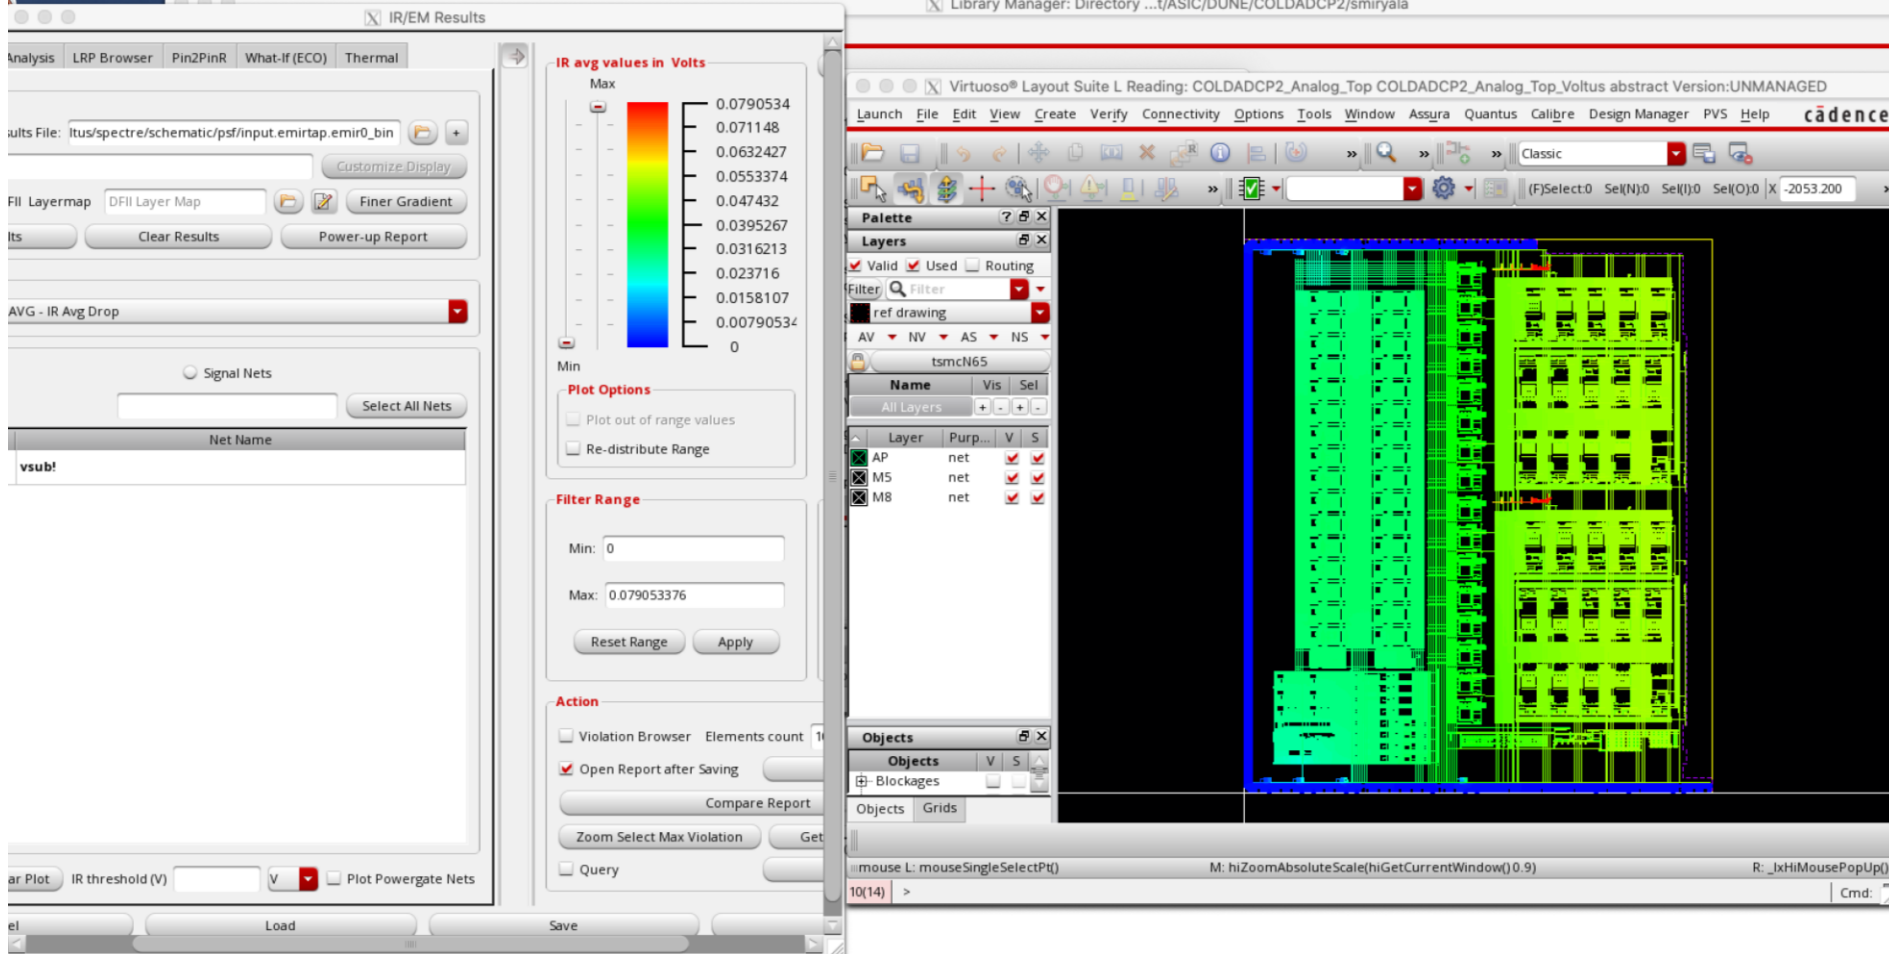 IR/EM Results
Analysis LRP Browser Pin2PinR What-If (ECO) Thermal
sults File: ltus/spectre/schematic/psf/input.emirtap.emir0_bin +
Customize Display
FII Layermap DFII Layer Map Finer Gradient
lts Clear Results Power-up Report
AVG - IR Avg Drop
Signal Nets
Select All Nets
Net Name
vsub!
ar Plot IR threshold (V) V Plot Powergate Nets
el Load Save
IR avg values in Volts
Max
0.0790534
0.071148
0.0632427
0.0553374
0.047432
0.0395267
0.0316213
0.023716
0.0158107
0.00790534
0
Min
Plot Options
Plot out of range values
Re-distribute Range
Filter Range
Min: 0
Max: 0.079053376
Reset Range Apply
Action
Violation Browser Elements count
Open Report after Saving
Compare Report
Zoom Select Max Violation Get
Query
Library Manager: Directory ...t/ASIC/DUNE/COLDADCP2/smiryala
Virtuoso® Layout Suite L Reading: COLDADCP2_Analog_Top COLDADCP2_Analog_Top_Voltus abstract Version:UNMANAGED
Launch File Edit View Create Verify Connectivity Options Tools Window Assura Quantus Calibre Design Manager PVS Help cādence
» » » Classic
» (F)Select:0 Sel(N):0 Sel(I):0 Sel(O):0 X -2053.200 »
Palette
Layers
Valid Used Routing
Filter Filter
ref drawing
AV NV AS NS
tsmcN65
Name Vis Sel
All Layers + - + -
Layer Purp... V S
AP net
M5 net
M8 net
Objects
Objects V S
Blockages
Objects Grids
mouse L: mouseSingleSelectPt() M: hiZoomAbsoluteScale(hiGetCurrentWindow() 0.9) R: _lxHiMousePopUp()
10(14) > Cmd: